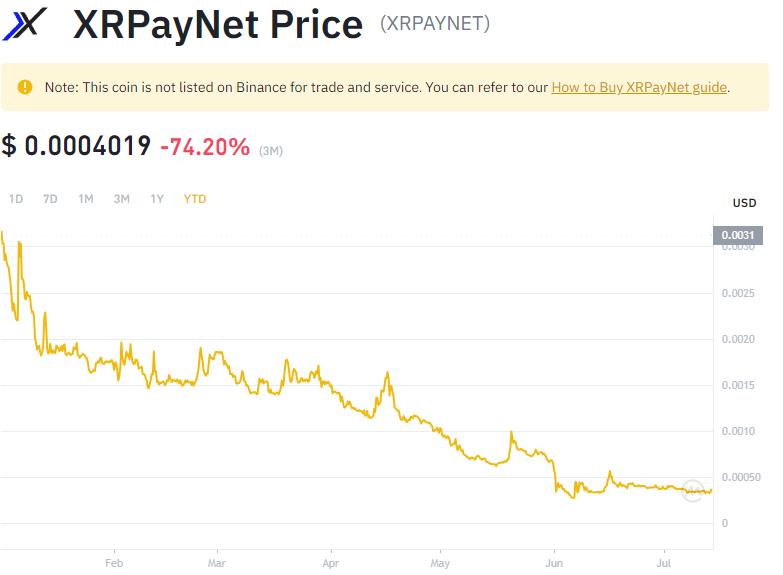 XRPayNet Price (XRPAYNET)
Note: This coin is not listed on Binance for trade and service. You can refer to our How to Buy XRPayNet guide.
$ 0.0004019 -74.20% (3M)
1D 7D 1M 3M 1Y YTD
USD
0.0031
0.0030
0.0025
0.0020
0.0015
0.0010
0.00050
0
Feb Mar Apr May Jun Jul